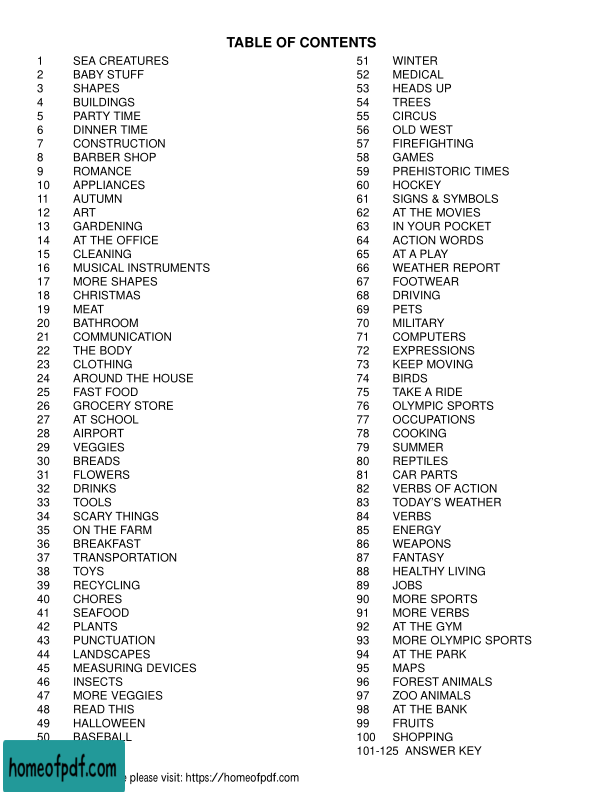 TABLE OF CONTENTS
1 SEA CREATURES
2 BABY STUFF
3 SHAPES
4 BUILDINGS
5 PARTY TIME
6 DINNER TIME
7 CONSTRUCTION
8 BARBER SHOP
9 ROMANCE
10 APPLIANCES
11 AUTUMN
12 ART
13 GARDENING
14 AT THE OFFICE
15 CLEANING
16 MUSICAL INSTRUMENTS
17 MORE SHAPES
18 CHRISTMAS
19 MEAT
20 BATHROOM
21 COMMUNICATION
22 THE BODY
23 CLOTHING
24 AROUND THE HOUSE
25 FAST FOOD
26 GROCERY STORE
27 AT SCHOOL
28 AIRPORT
29 VEGGIES
30 BREADS
31 FLOWERS
32 DRINKS
33 TOOLS
34 SCARY THINGS
35 ON THE FARM
36 BREAKFAST
37 TRANSPORTATION
38 TOYS
39 RECYCLING
40 CHORES
41 SEAFOOD
42 PLANTS
43 PUNCTUATION
44 LANDSCAPES
45 MEASURING DEVICES
46 INSECTS
47 MORE VEGGIES
48 READ THIS
49 HALLOWEEN
50 BASEBALL
51 WINTER
52 MEDICAL
53 HEADS UP
54 TREES
55 CIRCUS
56 OLD WEST
57 FIREFIGHTING
58 GAMES
59 PREHISTORIC TIMES
60 HOCKEY
61 SIGNS & SYMBOLS
62 AT THE MOVIES
63 IN YOUR POCKET
64 ACTION WORDS
65 AT A PLAY
66 WEATHER REPORT
67 FOOTWEAR
68 DRIVING
69 PETS
70 MILITARY
71 COMPUTERS
72 EXPRESSIONS
73 KEEP MOVING
74 BIRDS
75 TAKE A RIDE
76 OLYMPIC SPORTS
77 OCCUPATIONS
78 COOKING
79 SUMMER
80 REPTILES
81 CAR PARTS
82 VERBS OF ACTION
83 TODAY'S WEATHER
84 VERBS
85 ENERGY
86 WEAPONS
87 FANTASY
88 HEALTHY LIVING
89 JOBS
90 MORE SPORTS
91 MORE VERBS
92 AT THE GYM
93 MORE OLYMPIC SPORTS
94 AT THE PARK
95 MAPS
96 FOREST ANIMALS
97 ZOO ANIMALS
98 AT THE BANK
99 FRUITS
100 SHOPPING
101-125 ANSWER KEY
homeofpdf.com
please visit: https://homeofpdf.com